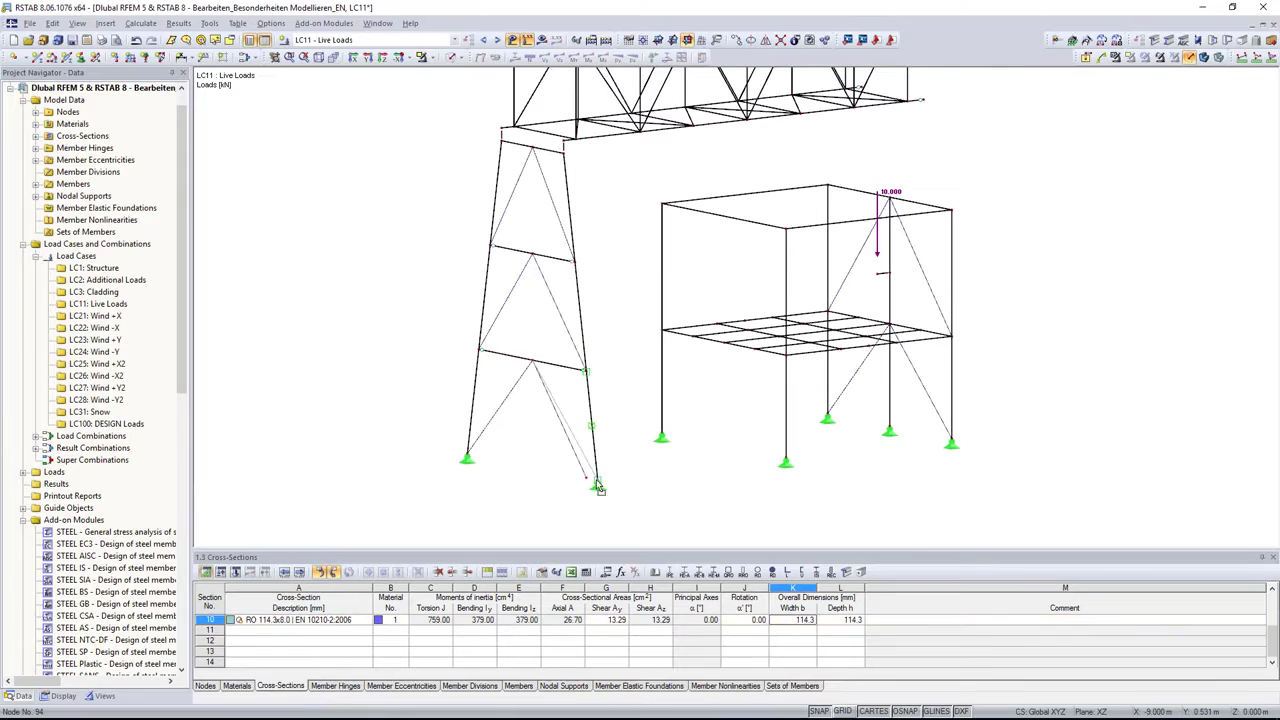 RSTAB 8.06.1076 x64 - [Dlubal RFEM 5 & RSTAB 8 - Bearbeiten_Besonderheiten Modellieren_EN, LC11*]
File Edit View Insert Calculate Results Tools Table Options Add-on Modules Window Help
LC11 - Live Loads
Project Navigator - Data
Dlubal RFEM 5 & RSTAB 8 - Bearbeiten_
Model Data
Nodes
Materials
Cross-Sections
Member Hinges
Member Eccentricities
Member Divisions
Members
Nodal Supports
Member Elastic Foundations
Member Nonlinearities
Sets of Members
Load Cases and Combinations
Load Cases
LC1: Structure
LC2: Additional Loads
LC3: Cladding
LC11: Live Loads
LC21: Wind +X
LC22: Wind -X
LC23: Wind +Y
LC24: Wind -Y
LC25: Wind +X2
LC26: Wind -X2
LC27: Wind +Y2
LC28: Wind -Y2
LC31: Snow
LC100: DESIGN Loads
Load Combinations
Result Combinations
Super Combinations
Loads
Results
Printout Reports
Guide Objects
Add-on Modules
STEEL - General stress analysis of s
STEEL EC3 - Design of steel memb
STEEL AISC - Design of steel mem
STEEL IS - Design of steel member
STEEL SIA - Design of steel membe
STEEL BS - Design of steel membe
STEEL GB - Design of steel membe
STEEL CSA - Design of steel memb
STEEL AS - Design of steel membe
STEEL NTC-DF - Design of steel m
STEEL SP - Design of steel membe
STEEL Plastic - Design of steel mem
Data Display Views
LC11 : Live Loads
Loads [kN]
10.000
1.3 Cross-Sections
A B C D E F G H I J K L M
Section No.
Cross-Section Description [mm]
Material No.
Moments of inertia [cm⁴]
Torsion J Bending Iy Bending Iz
Cross-Sectional Areas [cm²]
Axial A Shear Ay Shear Az
Principal Axes α [°]
Rotation α' [°]
Overall Dimensions [mm]
Width b Depth h
Comment
10 RO 114.3x8.0 | EN 10210-2:2006 1 759.00 379.00 379.00 26.70 13.29 13.29 0.00 0.00 114.3 114.3
11
12
13
14
Nodes Materials Cross-Sections Member Hinges Member Eccentricities Member Divisions Members Nodal Supports Member Elastic Foundations Member Nonlinearities Sets of Members
Node No. 94
SNAP GRID CARTES OSNAP GLINES DXF CS: Global XYZ Plane: XZ X: -9.000 m Y: 0.531 m Z: 0.000 m